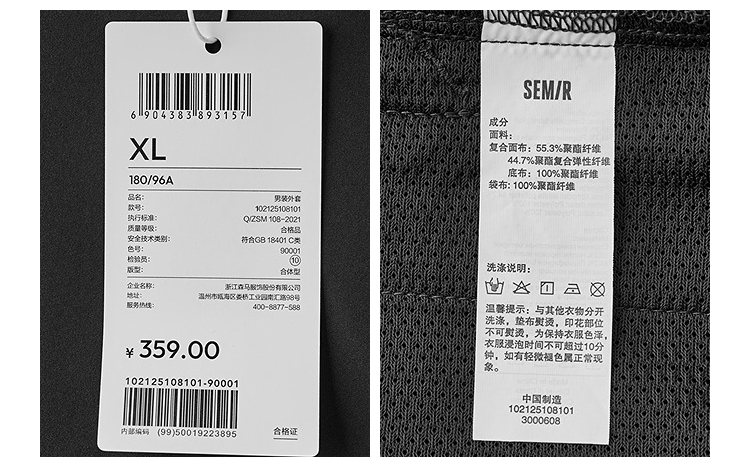 6 904383 893157
XL
180/96A
品名: 男装外套
款号: 102125108101
执行标准: Q/ZSM 108-2021
质量等级: 合格品
安全技术类别: 符合GB 18401 C类
色号: 90001
检验员: 10
版型: 合体型
企业名称: 浙江森马服饰股份有限公司
地址: 温州市瓯海区娄桥工业园南汇路98号
服务热线: 400-8877-588
¥ 359.00
102125108101-90001
内部编码 (99)50019223895 合格证
SEM/R
成分
面料:
复合面布: 55.3%聚酯纤维
44.7%聚酯复合弹性纤维
底布: 100%聚酯纤维
袋布: 100%聚酯纤维
洗涤说明:
温馨提示: 与其他衣物分开
洗涤, 垫布熨烫, 印花部位
不可熨烫, 为保持衣服色泽,
衣服浸泡时间不可超过10分
钟, 如有轻微褪色属正常现
象。
中国制造
102125108101
3000608